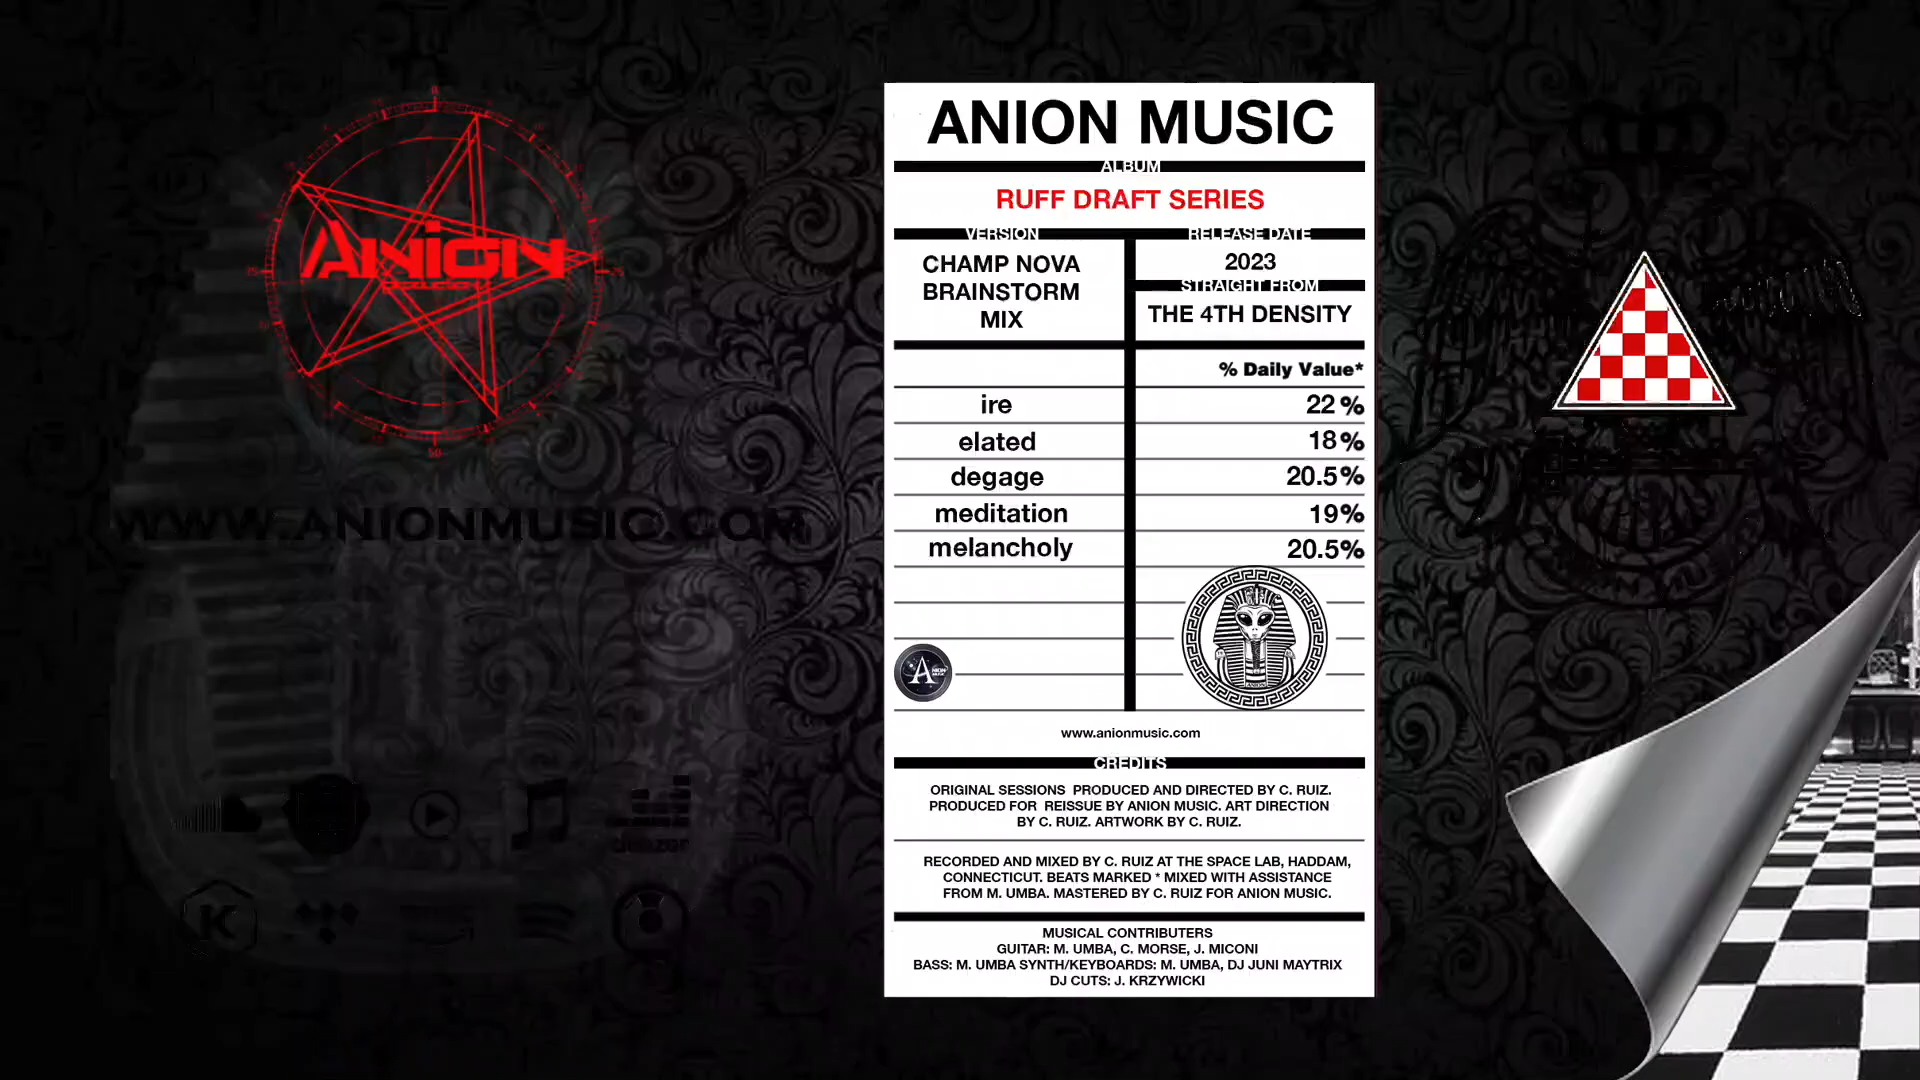 ANION
WWW.ANIONMUSIC.COM
deezer
K
ANION MUSIC
ALBUM
RUFF DRAFT SERIES
VERSION
RELEASE DATE
CHAMP NOVA
BRAINSTORM
MIX
2023
STRAIGHT FROM
THE 4TH DENSITY
% Daily Value*
ire 22 %
elated 18%
degage 20.5%
meditation 19%
melancholy 20.5%
www.anionmusic.com
CREDITS
ORIGINAL SESSIONS PRODUCED AND DIRECTED BY C. RUIZ.
PRODUCED FOR REISSUE BY ANION MUSIC. ART DIRECTION
BY C. RUIZ. ARTWORK BY C. RUIZ.
RECORDED AND MIXED BY C. RUIZ AT THE SPACE LAB, HADDAM,
CONNECTICUT. BEATS MARKED * MIXED WITH ASSISTANCE
FROM M. UMBA. MASTERED BY C. RUIZ FOR ANION MUSIC.
MUSICAL CONTRIBUTERS
GUITAR: M. UMBA, C. MORSE, J. MICONI
BASS: M. UMBA SYNTH/KEYBOARDS: M. UMBA, DJ JUNI MAYTRIX
DJ CUTS: J. KRZYWICKI